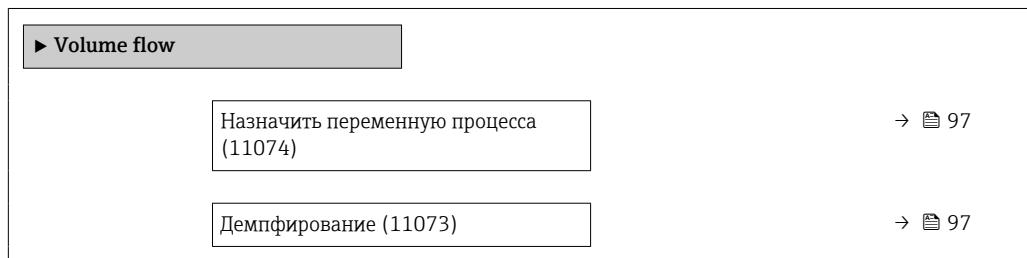 ▶ Volume flow
Назначить переменную процесса → 97
(11074)
Демпфирование (11073) → 97